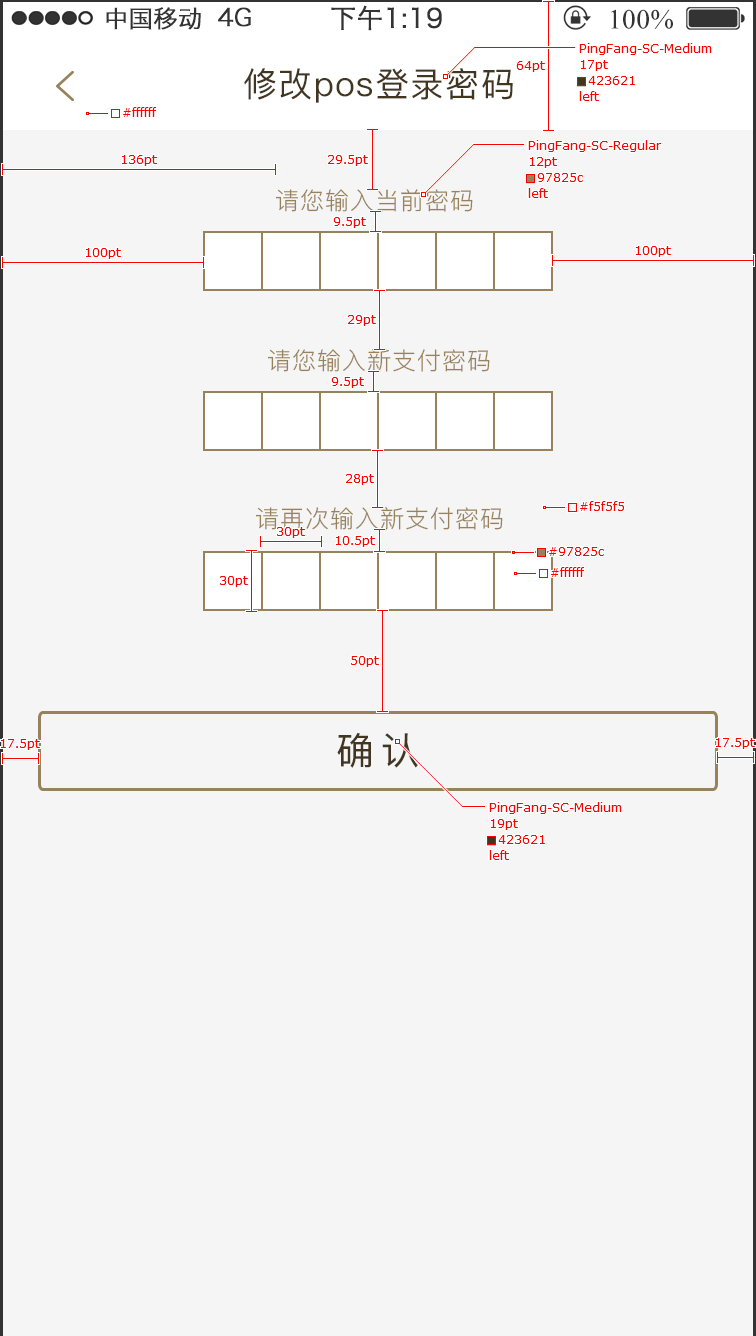 中国移动 4G 下午1:19 100%
修改pos登录密码
64pt
PingFang-SC-Medium
17pt
423621
left
#ffffff
136pt
29.5pt
PingFang-SC-Regular
12pt
97825c
left
请您输入当前密码
9.5pt
100pt
100pt
29pt
请您输入新支付密码
9.5pt
28pt
#f5f5f5
请再次输入新支付密码
30pt
10.5pt
#97825c
30pt
#ffffff
50pt
17.5pt
确认
17.5pt
PingFang-SC-Medium
19pt
423621
left